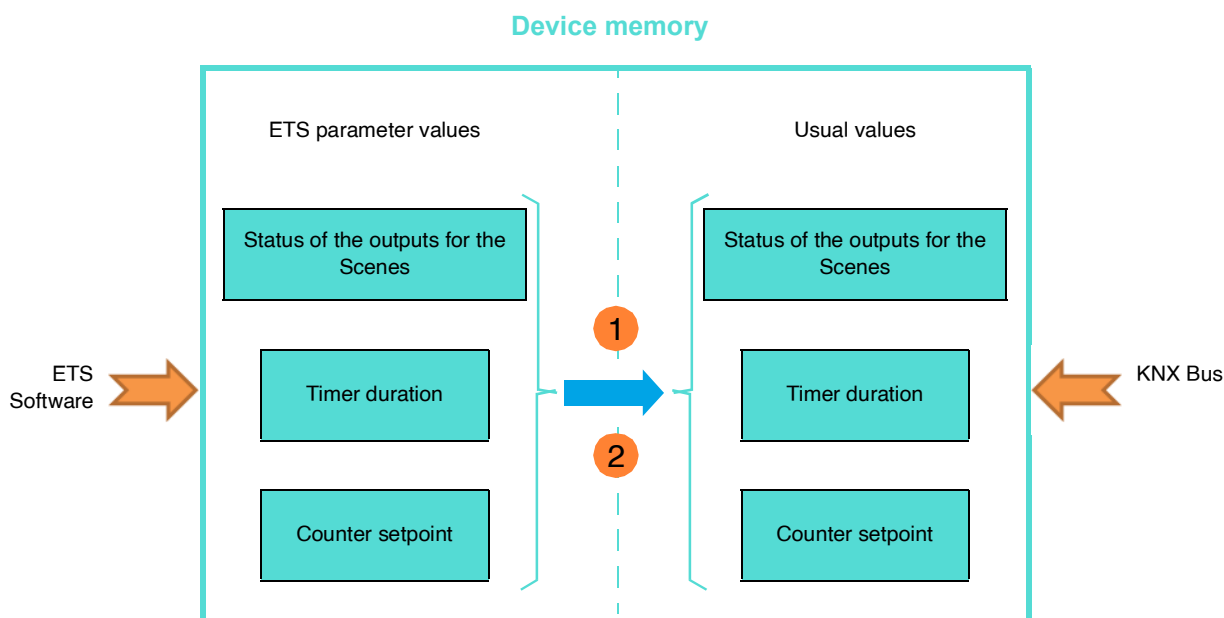 Device memory
ETS parameter values
Usual values
Status of the outputs for the
Scenes
Status of the outputs for the
Scenes
1
ETS
Software
Timer duration
Timer duration
KNX Bus
2
Counter setpoint
Counter setpoint